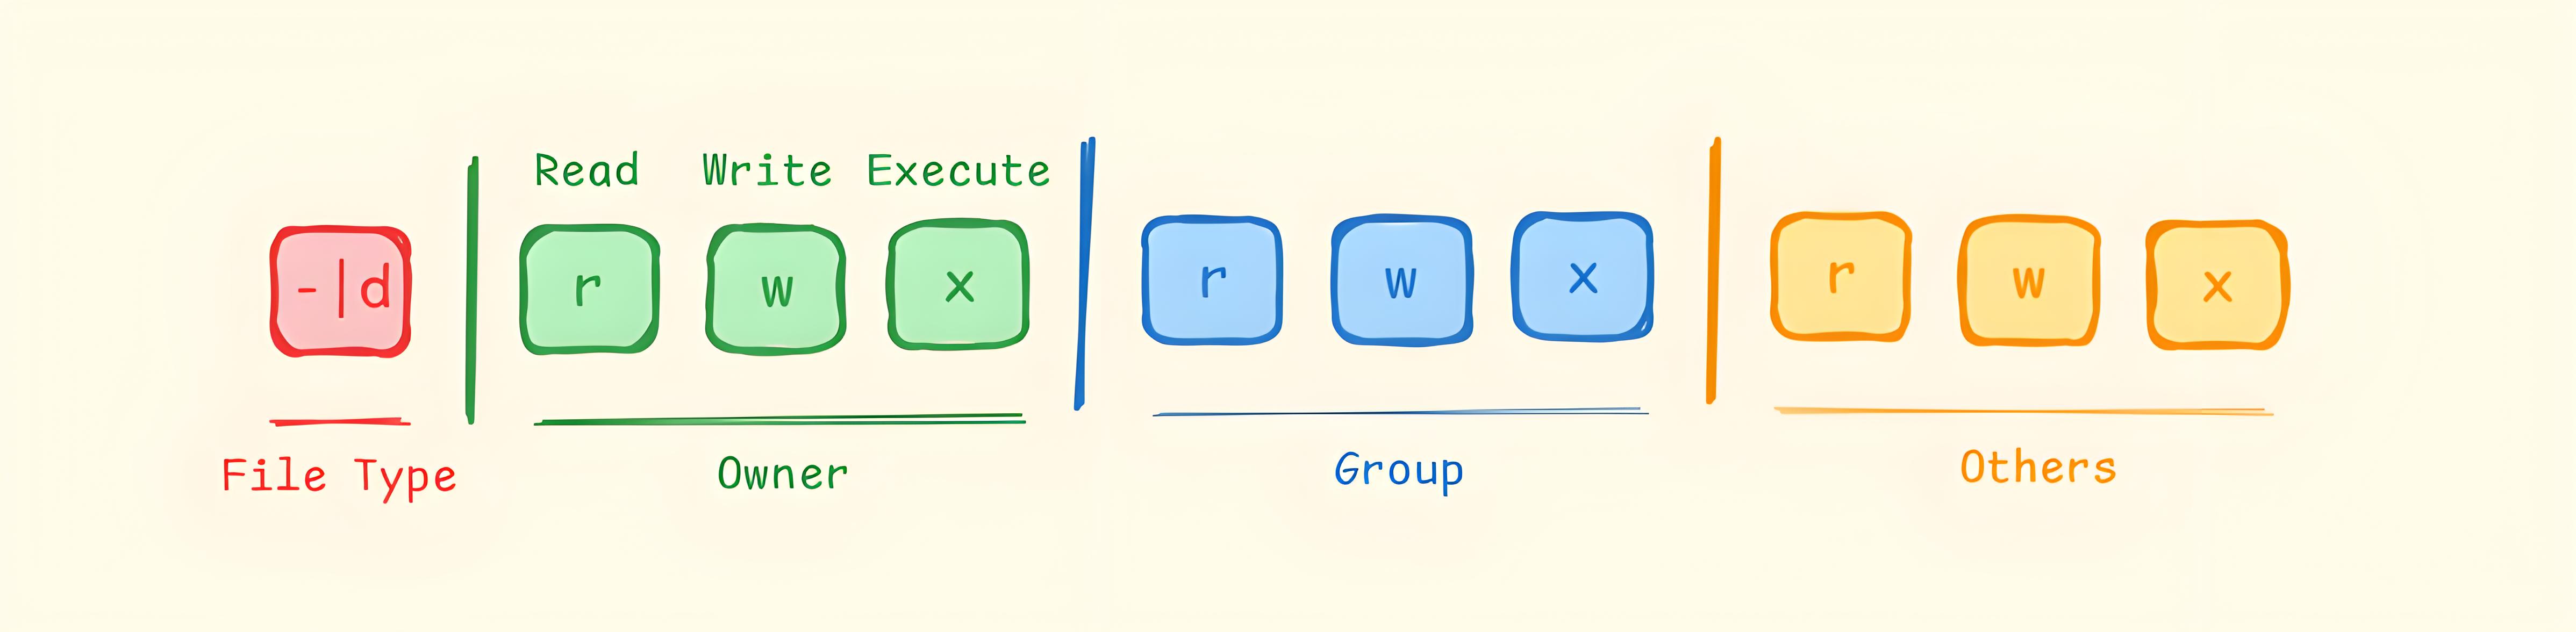 Read Write Execute
-|d r w x r w x r w x
File Type Owner Group Others